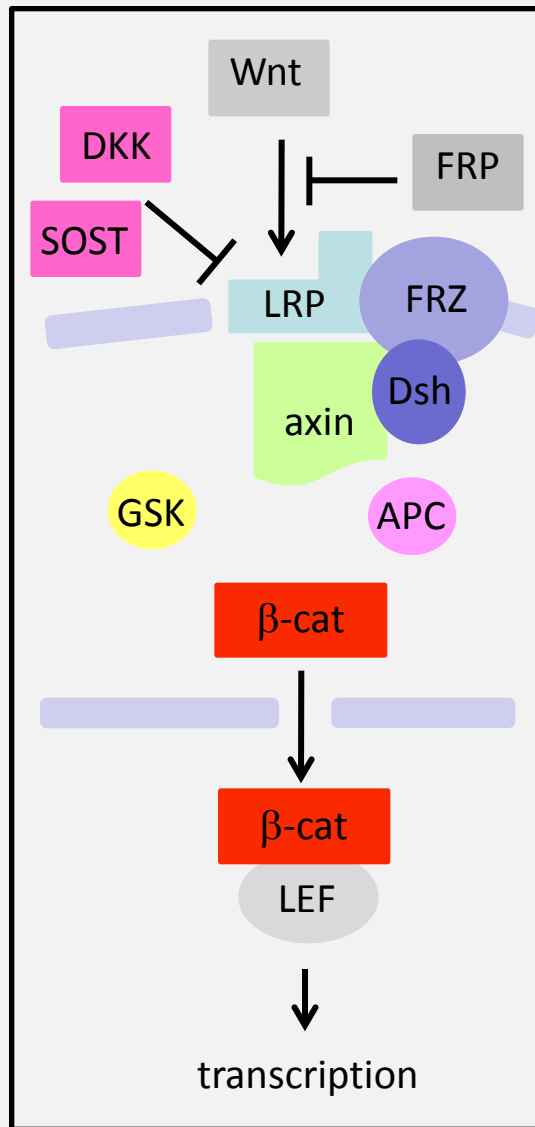 Wnt
DKK
FRP
SOST
LRP
FRZ
Dsh
axin
GSK
APC
β-cat
β-cat
LEF
transcription